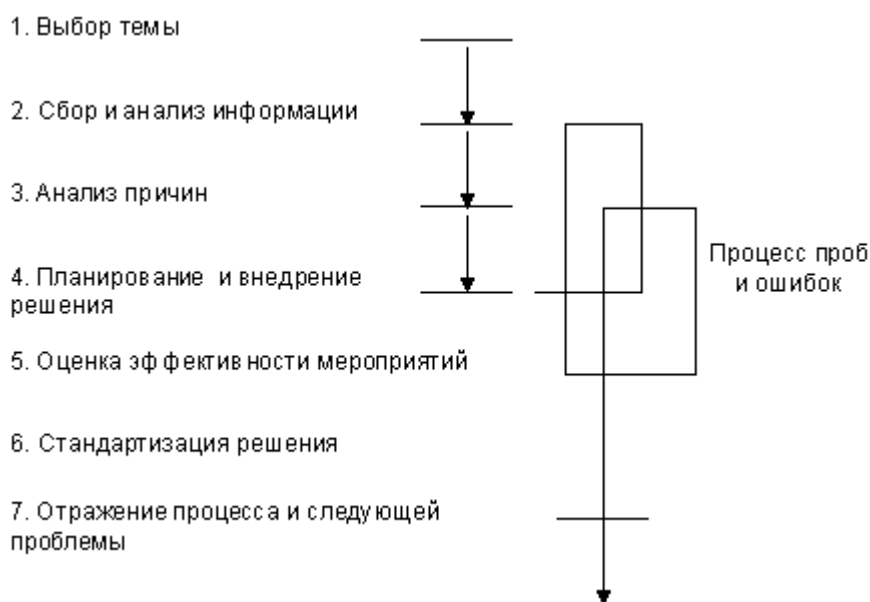 1. Выбор темы
2. Сбор и анализ информации
3. Анализ причин
Процесс проб
и ошибок
4. Планирование и внедрение
решения
5. Оценка эффективности мероприятий
6. Стандартизация решения
7. Отражение процесса и следующей
проблемы